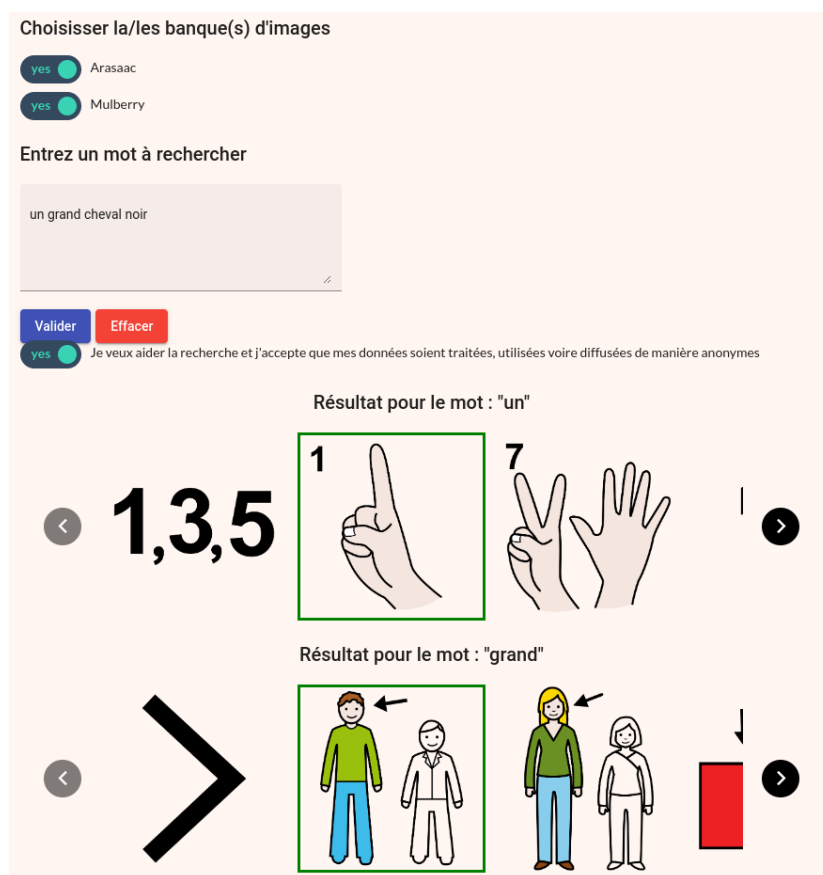 Choisisser la/les banque(s) d'images
yes Arasaac
yes Mulberry
Entrez un mot à rechercher
un grand cheval noir
Valider Effacer
yes Je veux aider la recherche et j'accepte que mes données soient traitées, utilisées voire diffusées de manière anonymes
Résultat pour le mot : "un"
1,3,5
1
7
Résultat pour le mot : "grand"